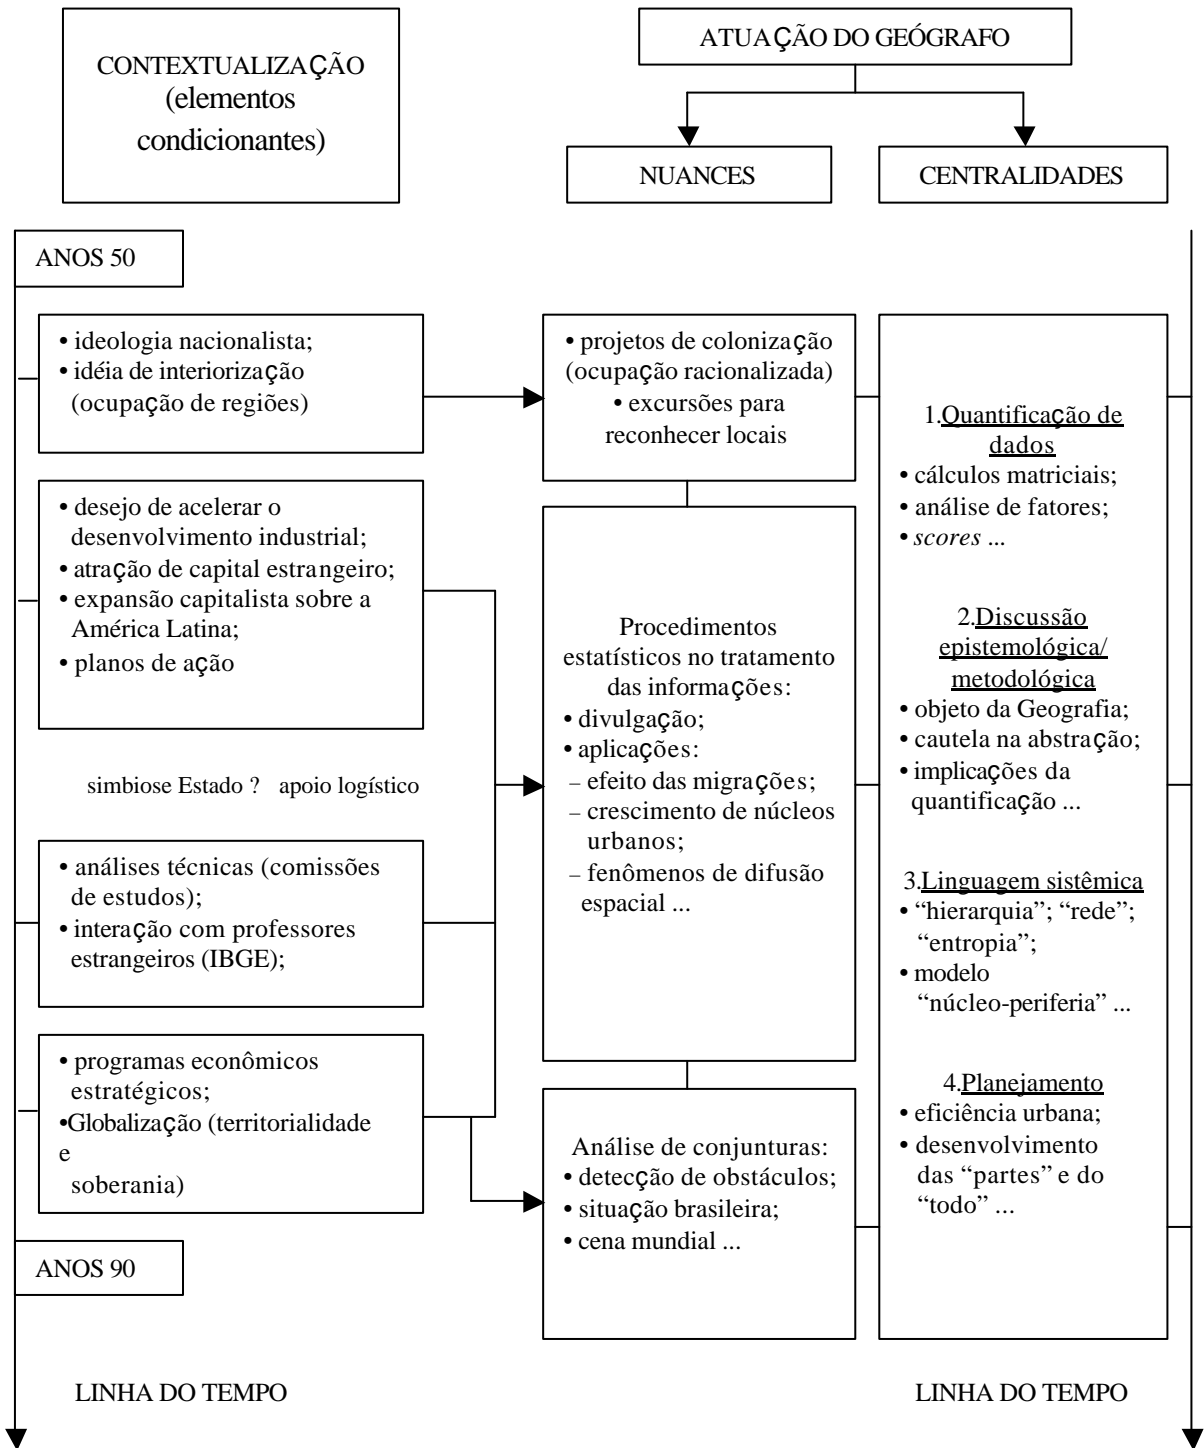 CONTEXTUALIZAÇÃO
(elementos
condicionantes)
ATUAÇÃO DO GEÓGRAFO
NUANCES
CENTRALIDADES
ANOS 50
• ideologia nacionalista;
• idéia de interiorização
(ocupação de regiões)
• desejo de acelerar o
desenvolvimento industrial;
• atração de capital estrangeiro;
• expansão capitalista sobre a
América Latina;
• planos de ação
simbiose Estado ? apoio logístico
• análises técnicas (comissões
de estudos);
• interação com professores
estrangeiros (IBGE);
• programas econômicos
estratégicos;
•Globalização (territorialidade
e
soberania)
ANOS 90
LINHA DO TEMPO
• projetos de colonização
(ocupação racionalizada)
• excursões para
reconhecer locais
Procedimentos
estatísticos no tratamento
das informações:
• divulgação;
• aplicações:
– efeito das migrações;
– crescimento de núcleos
urbanos;
– fenômenos de difusão
espacial ...
Análise de conjunturas:
• detecção de obstáculos;
• situação brasileira;
• cena mundial ...
1.Quantificação de
dados
• cálculos matriciais;
• análise de fatores;
• scores ...
2.Discussão
epistemológica/
metodológica
• objeto da Geografia;
• cautela na abstração;
• implicações da
quantificação ...
3.Linguagem sistêmica
• “hierarquia”; “rede”;
“entropia”;
• modelo
“núcleo-periferia” ...
4.Planejamento
• eficiência urbana;
• desenvolvimento
das “partes” e do
“todo” ...
LINHA DO TEMPO